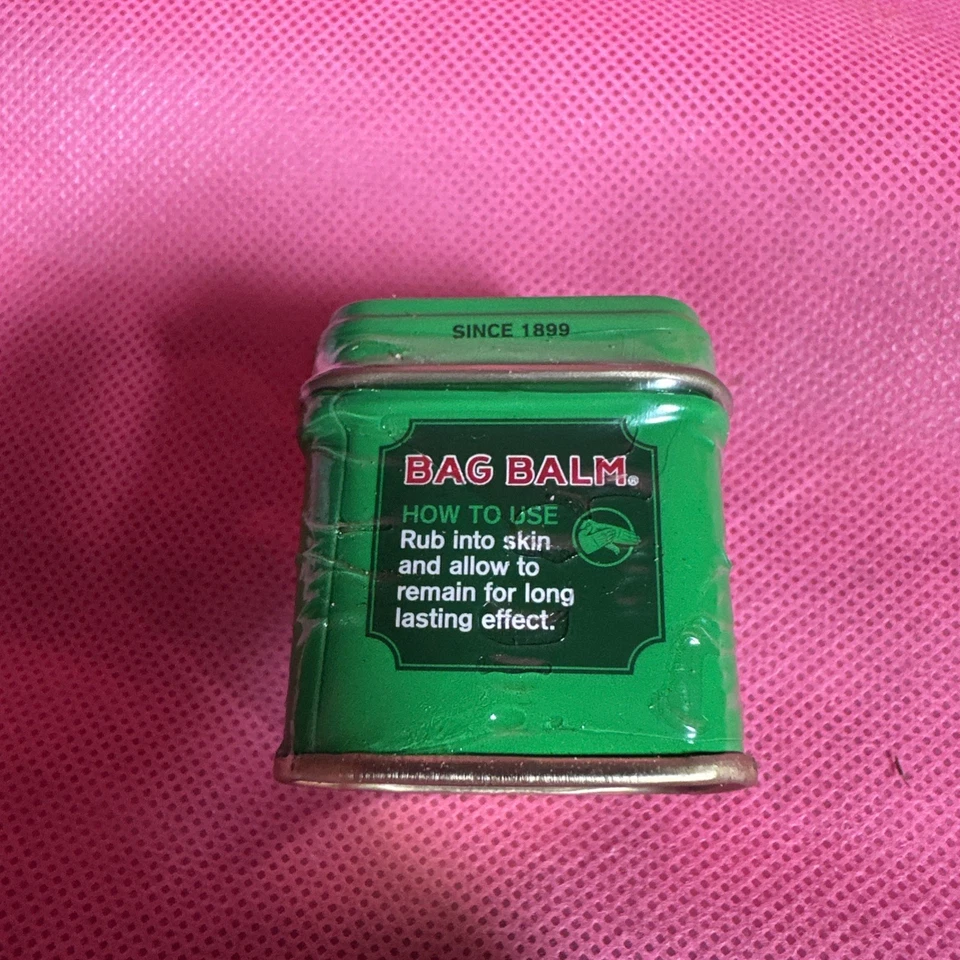 SINCE 1899
BAG BALM®
HOW TO USE
Rub into skin
and allow to
remain for long
lasting effect.